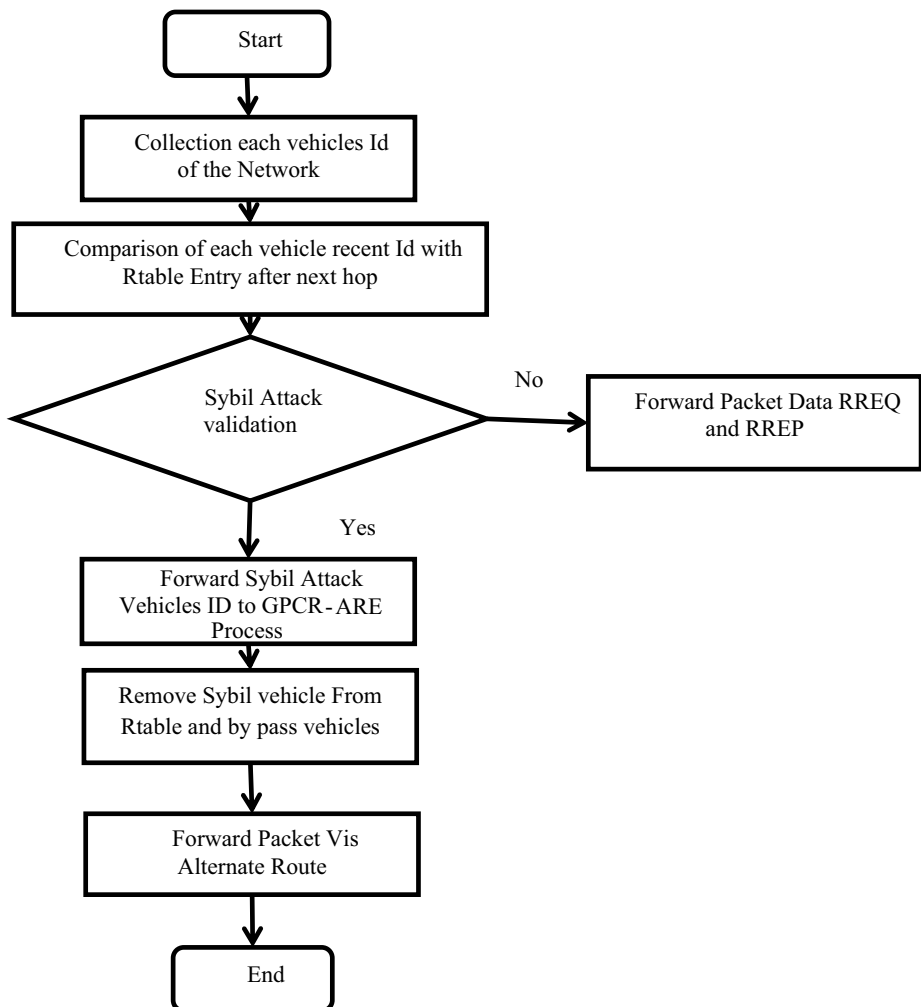 Start
Collection each vehicles Id
of the Network
Comparison of each vehicle recent Id with
Rtable Entry after next hop
Sybil Attack
validation
No
Forward Packet Data RREQ
and RREP
Yes
Forward Sybil Attack
Vehicles ID to GPCR-ARE
Process
Remove Sybil vehicle From
Rtable and by pass vehicles
Forward Packet Vis
Alternate Route
End